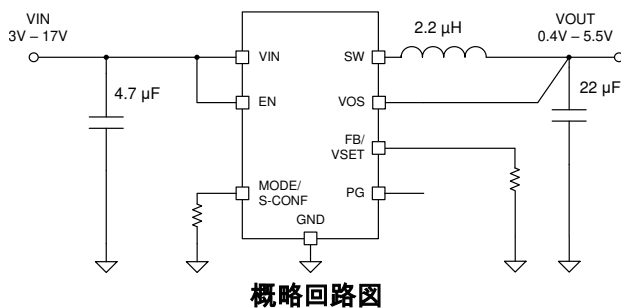 VIN
3V – 17V
4.7 µF
VIN
EN
MODE/
S-CONF
GND
SW
VOS
FB/
VSET
PG
2.2 µH
VOUT
0.4V – 5.5V
22 µF
概略回路図